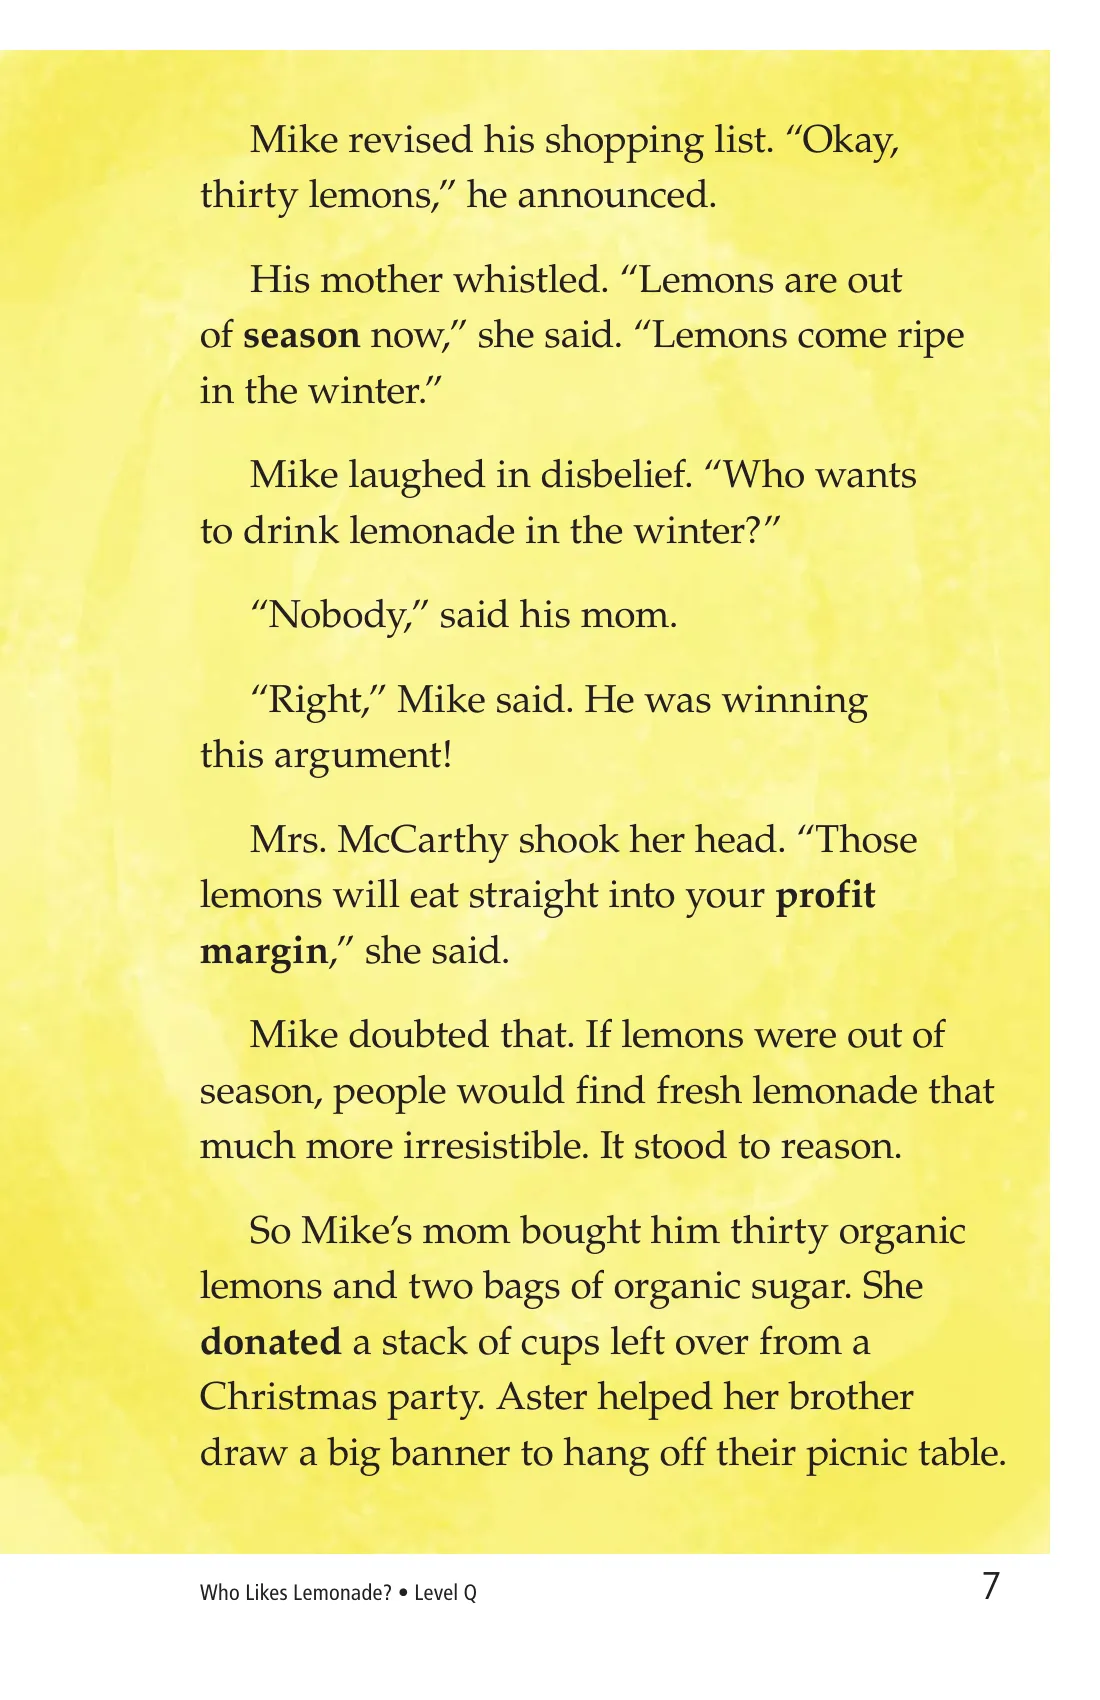 Mike revised his shopping list. “Okay,
thirty lemons,” he announced.
His mother whistled. “Lemons are out
of season now,” she said. “Lemons come ripe
in the winter.”
Mike laughed in disbelief. “Who wants
to drink lemonade in the winter?”
“Nobody,” said his mom.
“Right,” Mike said. He was winning
this argument!
Mrs. McCarthy shook her head. “Those
lemons will eat straight into your profit
margin,” she said.
Mike doubted that. If lemons were out of
season, people would find fresh lemonade that
much more irresistible. It stood to reason.
So Mike’s mom bought him thirty organic
lemons and two bags of organic sugar. She
donated a stack of cups left over from a
Christmas party. Aster helped her brother
draw a big banner to hang off their picnic table.
Who Likes Lemonade? • Level Q
7